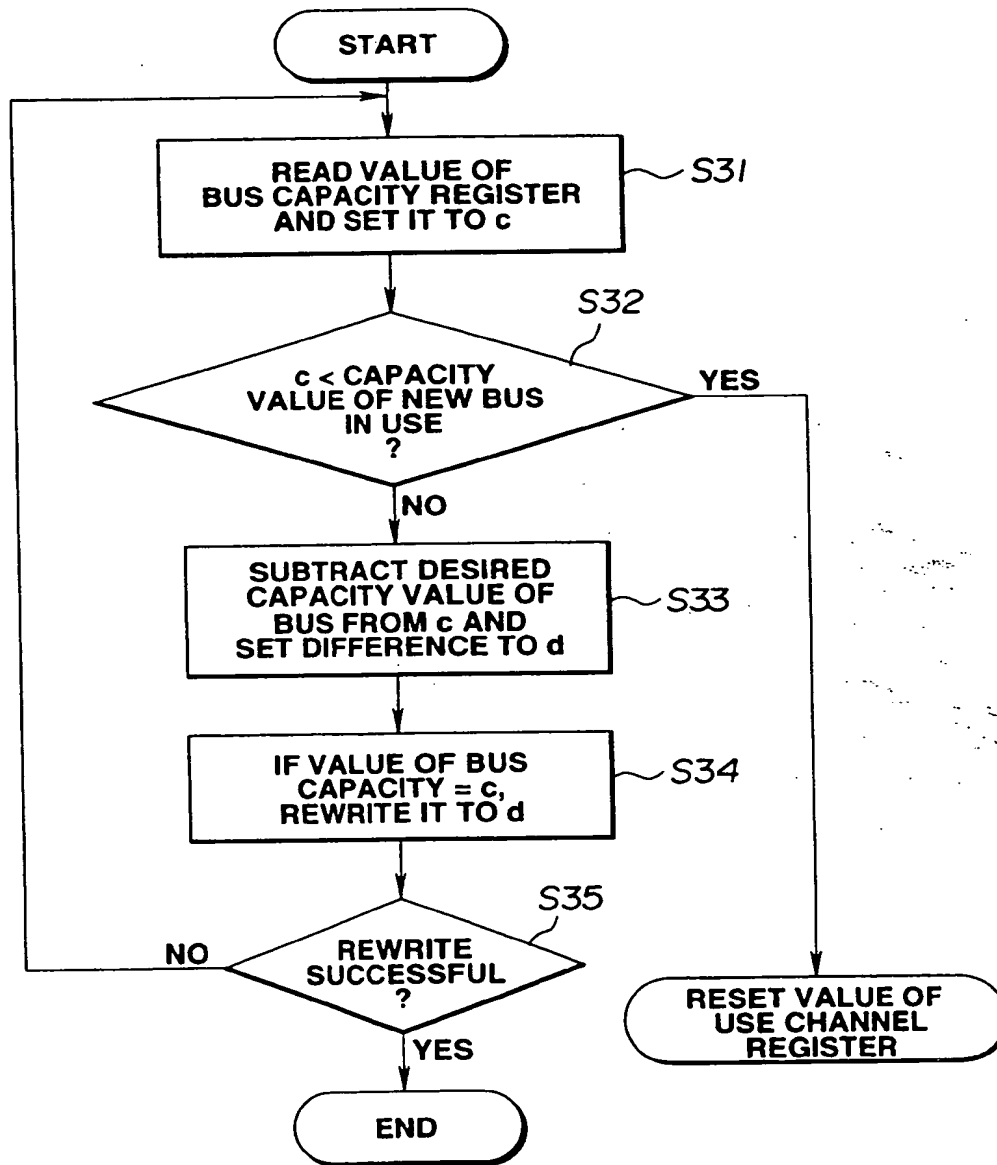 START
READ VALUE OF
BUS CAPACITY REGISTER
AND SET IT TO c
S31
S32
c < CAPACITY
VALUE OF NEW BUS
IN USE
?
YES
NO
SUBTRACT DESIRED
CAPACITY VALUE OF
BUS FROM c AND
SET DIFFERENCE TO d
S33
IF VALUE OF BUS
CAPACITY = c,
REWRITE IT TO d
S34
S35
REWRITE
SUCCESSFUL
?
NO
YES
RESET VALUE OF
USE CHANNEL
REGISTER
END